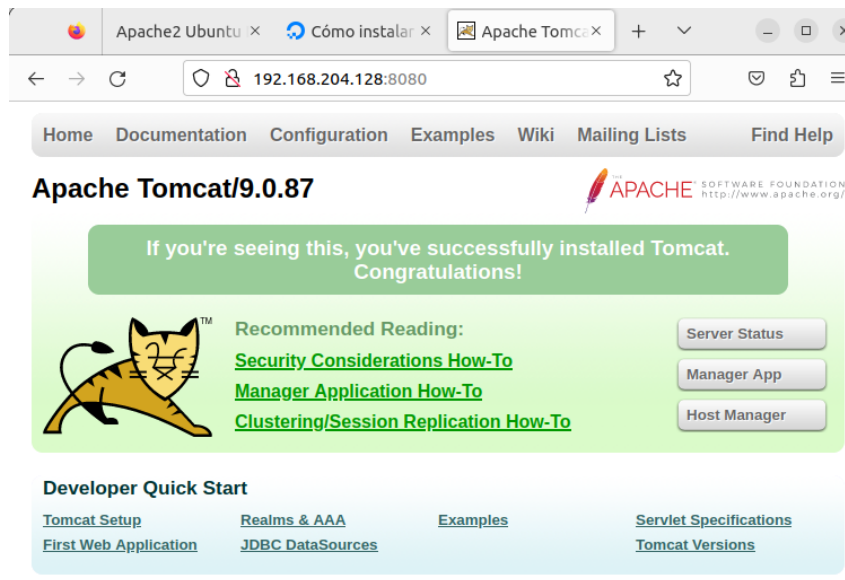 Apache2 Ubuntu
Cómo instalar
Apache Tomca
192.168.204.128:8080
Home Documentation Configuration Examples Wiki Mailing Lists Find Help
Apache Tomcat/9.0.87
THE
APACHE SOFTWARE FOUNDATION
http://www.apache.org/
If you're seeing this, you've successfully installed Tomcat.
Congratulations!
TM
Recommended Reading:
Security Considerations How-To
Manager Application How-To
Clustering/Session Replication How-To
Server Status
Manager App
Host Manager
Developer Quick Start
Tomcat Setup Realms & AAA Examples Servlet Specifications
First Web Application JDBC DataSources Tomcat Versions